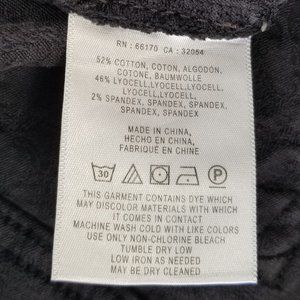 RN : 66170 CA : 32054
52% COTTON, COTON, ALGODÓN,
COTONE, BAUMWOLLE
46% LYOCELL,LYOCELL,LYOCELL,
LYOCELL,LYOCELL
2% SPANDEX, SPANDEX, SPANDEX,
SPANDEX, SPANDEX
MADE IN CHINA,
HECHO EN CHINA,
FABRIQUÉ EN CHINE
30 P
THIS GARMENT CONTAINS DYE WHICH
MAY DISCOLOR MATERIALS WITH WHICH
IT MAY COME IN CONTACT
MACHINE WASH COLD WITH LIKE COLORS
USE ONLY NON-CHLORINE BLEACH
TUMBLE DRY LOW
LOW IRON AS NEEDED
MAY BE DRY CLEANED